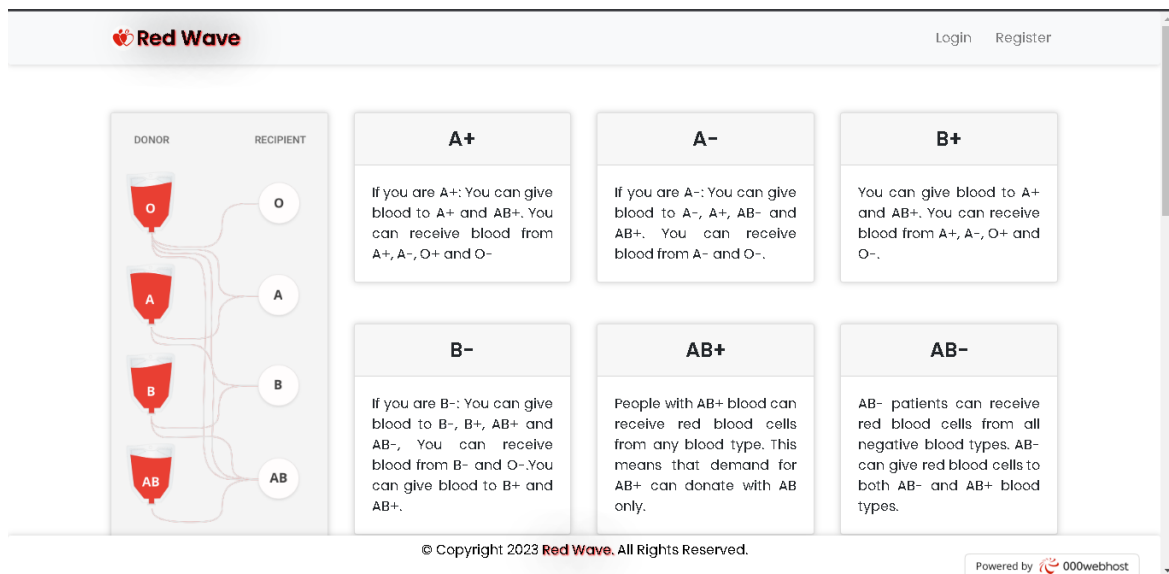 Red Wave
Login Register
DONOR RECIPIENT
O
O
A
A
B
B
AB
AB
A+
If you are A+: You can give
blood to A+ and AB+. You
can receive blood from
A+, A-, O+ and O-
A-
If you are A-: You can give
blood to A-, A+, AB- and
AB+. You can receive
blood from A- and O-.
B+
You can give blood to A+
and AB+. You can receive
blood from A+, A-, O+ and
O-.
B-
If you are B-: You can give
blood to B-, B+, AB+ and
AB-, You can receive
blood from B- and O-.You
can give blood to B+ and
AB+.
AB+
People with AB+ blood can
receive red blood cells
from any blood type. This
means that demand for
AB+ can donate with AB
only.
AB-
AB- patients can receive
red blood cells from all
negative blood types. AB-
can give red blood cells to
both AB- and AB+ blood
types.
© Copyright 2023 Red Wave. All Rights Reserved.
Powered by 000webhost